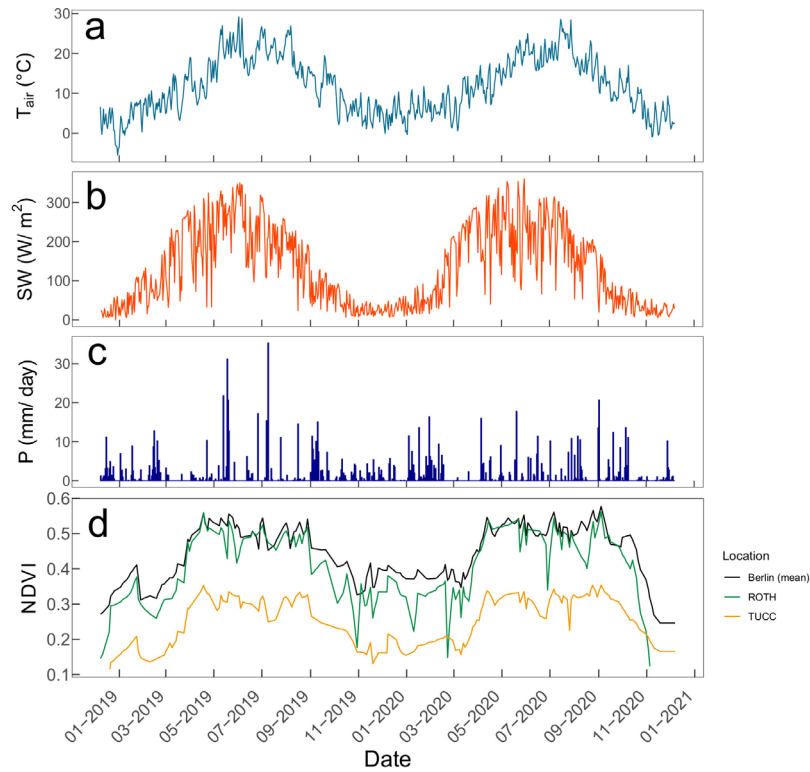 a
T_air (°C)
30
20
10
0
b
SW (W/ m²)
300
200
100
0
c
P (mm/ day)
30
20
10
0
d
NDVI
0.6
0.5
0.4
0.3
0.2
0.1
Location
Berlin (mean)
ROTH
TUCC
01−2019
03−2019
05−2019
07−2019
09−2019
11−2019
01−2020
03−2020
05−2020
07−2020
09−2020
11−2020
01−2021
Date